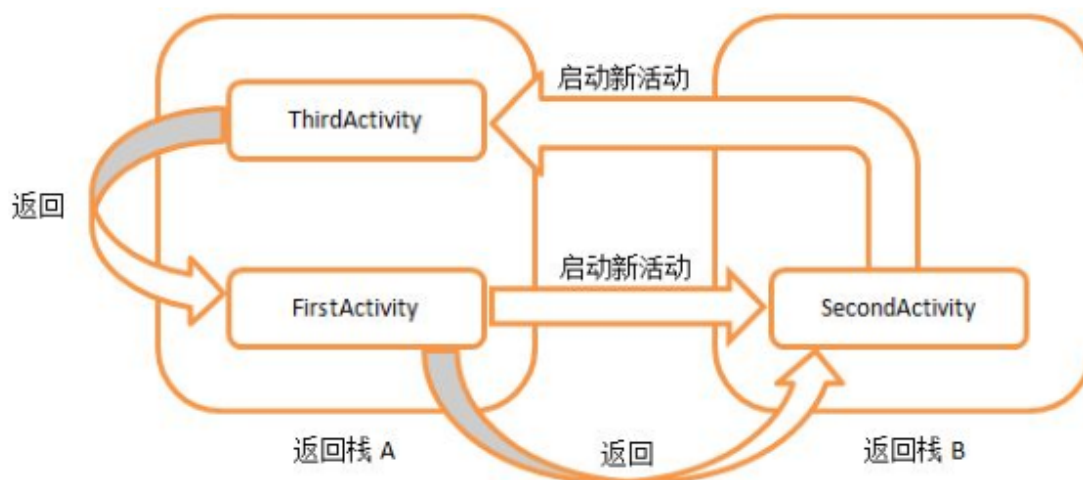 启动新活动
ThirdActivity
返回
启动新活动
FirstActivity
SecondActivity
返回栈 A
返回
返回栈 B